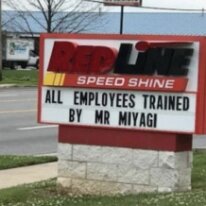 REDLINE
SPEED SHINE
ALL EMPLOYEES TRAINED
BY MR MIYAGI